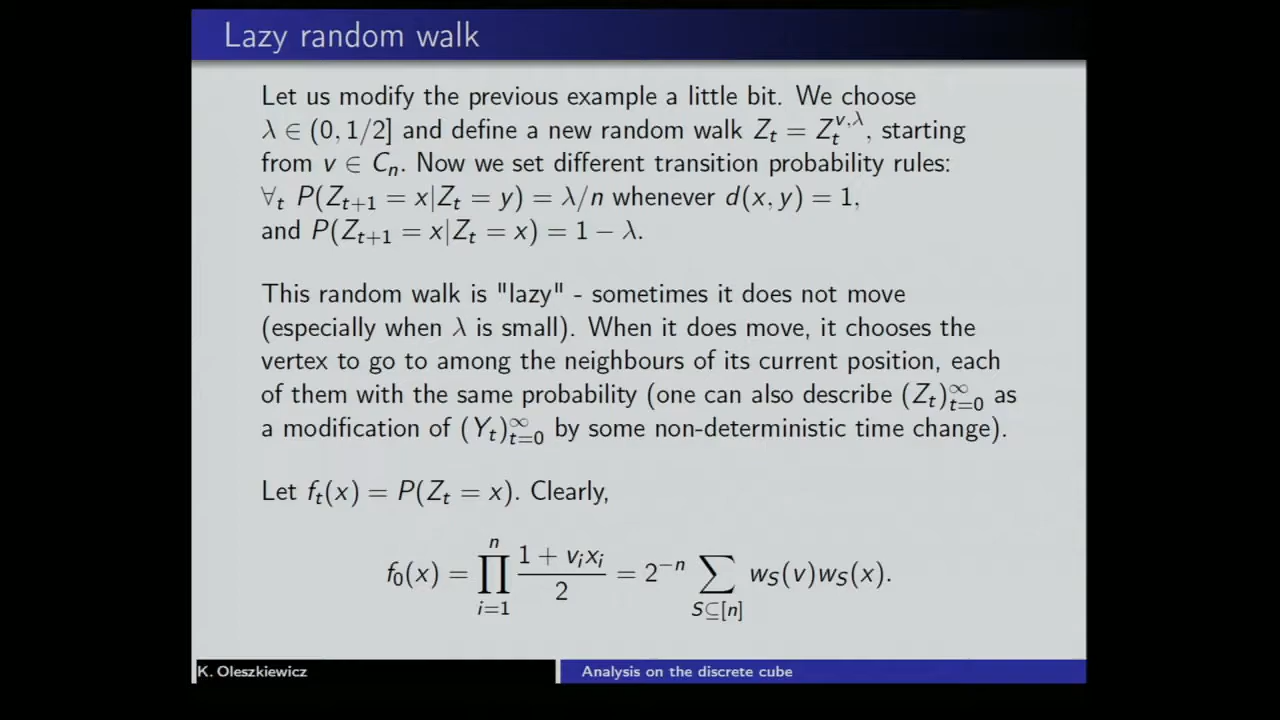 Lazy random walk
Let us modify the previous example a little bit. We choose
λ ∈ (0, 1/2] and define a new random walk Z_t = Z_t^{v,λ}, starting
from v ∈ C_n. Now we set different transition probability rules:
∀_t P(Z_{t+1} = x|Z_t = y) = λ/n whenever d(x, y) = 1,
and P(Z_{t+1} = x|Z_t = x) = 1 − λ.
This random walk is "lazy" - sometimes it does not move
(especially when λ is small). When it does move, it chooses the
vertex to go to among the neighbours of its current position, each
of them with the same probability (one can also describe (Z_t)_{t=0}^∞ as
a modification of (Y_t)_{t=0}^∞ by some non-deterministic time change).
Let f_t(x) = P(Z_t = x). Clearly,
f_0(x) = ∏_{i=1}^{n} \frac{1 + v_i x_i}{2} = 2^{−n} ∑_{S⊆[n]} w_S(v)w_S(x).
K. Oleszkiewicz
Analysis on the discrete cube